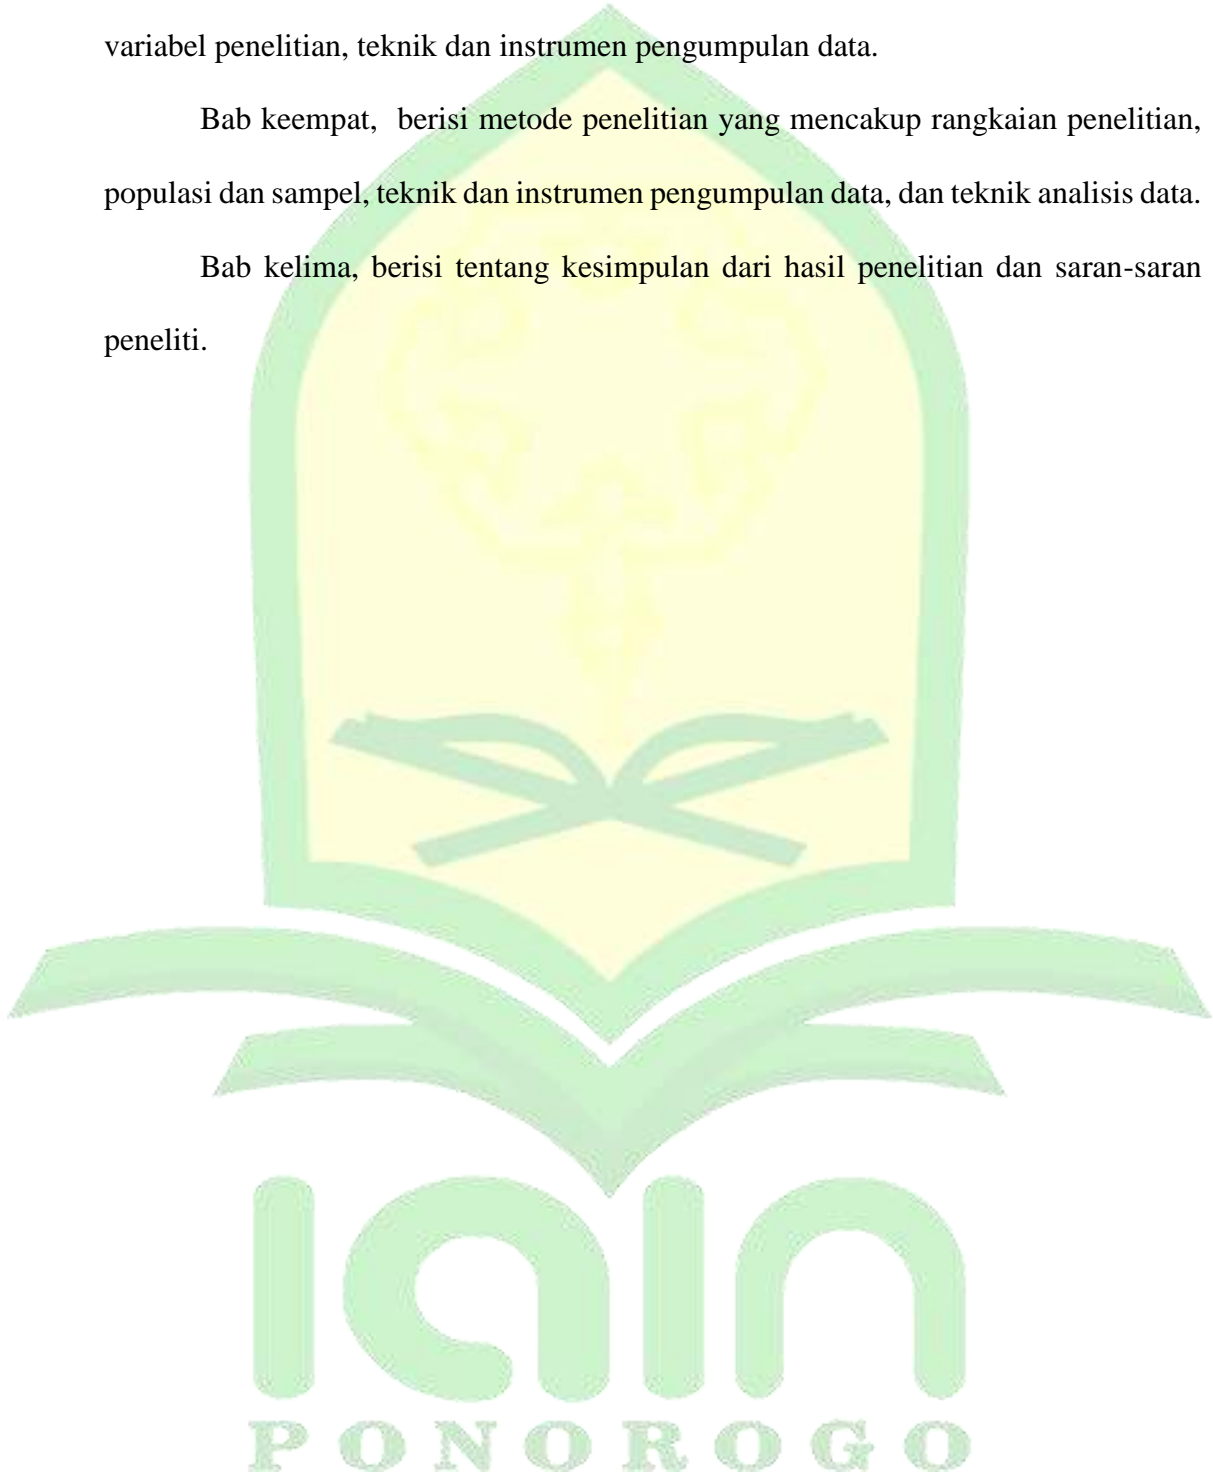 variabel penelitian, teknik dan instrumen pengumpulan data.
Bab keempat,  berisi metode penelitian yang mencakup rangkaian penelitian,
populasi dan sampel, teknik dan instrumen pengumpulan data, dan teknik analisis data.
Bab kelima, berisi tentang kesimpulan dari hasil penelitian dan saran-saran
peneliti.
IAIN
PONOROGO